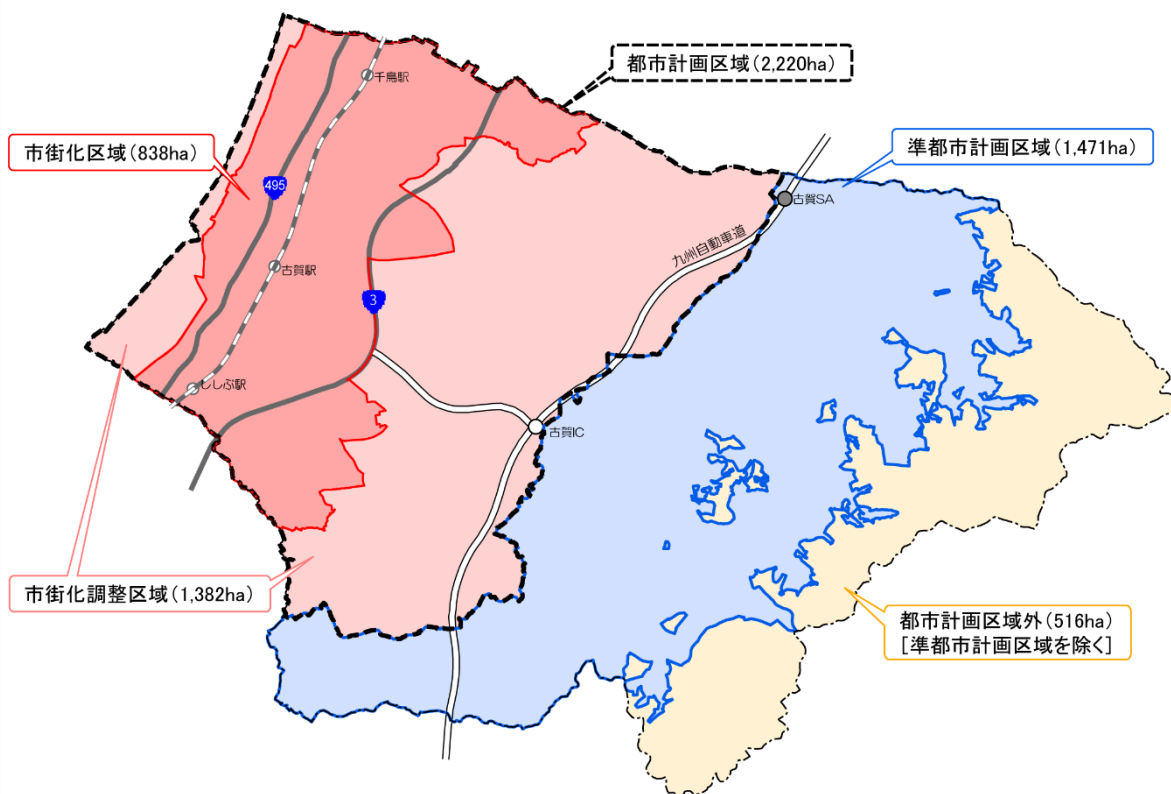 千鳥駅
都市計画区域(2,220ha)
市街化区域(838ha)
準都市計画区域(1,471ha)
495
古賀SA
九州自動車道
古賀駅
3
ししぶ駅
古賀IC
市街化調整区域(1,382ha)
都市計画区域外(516ha)
[準都市計画区域を除く]